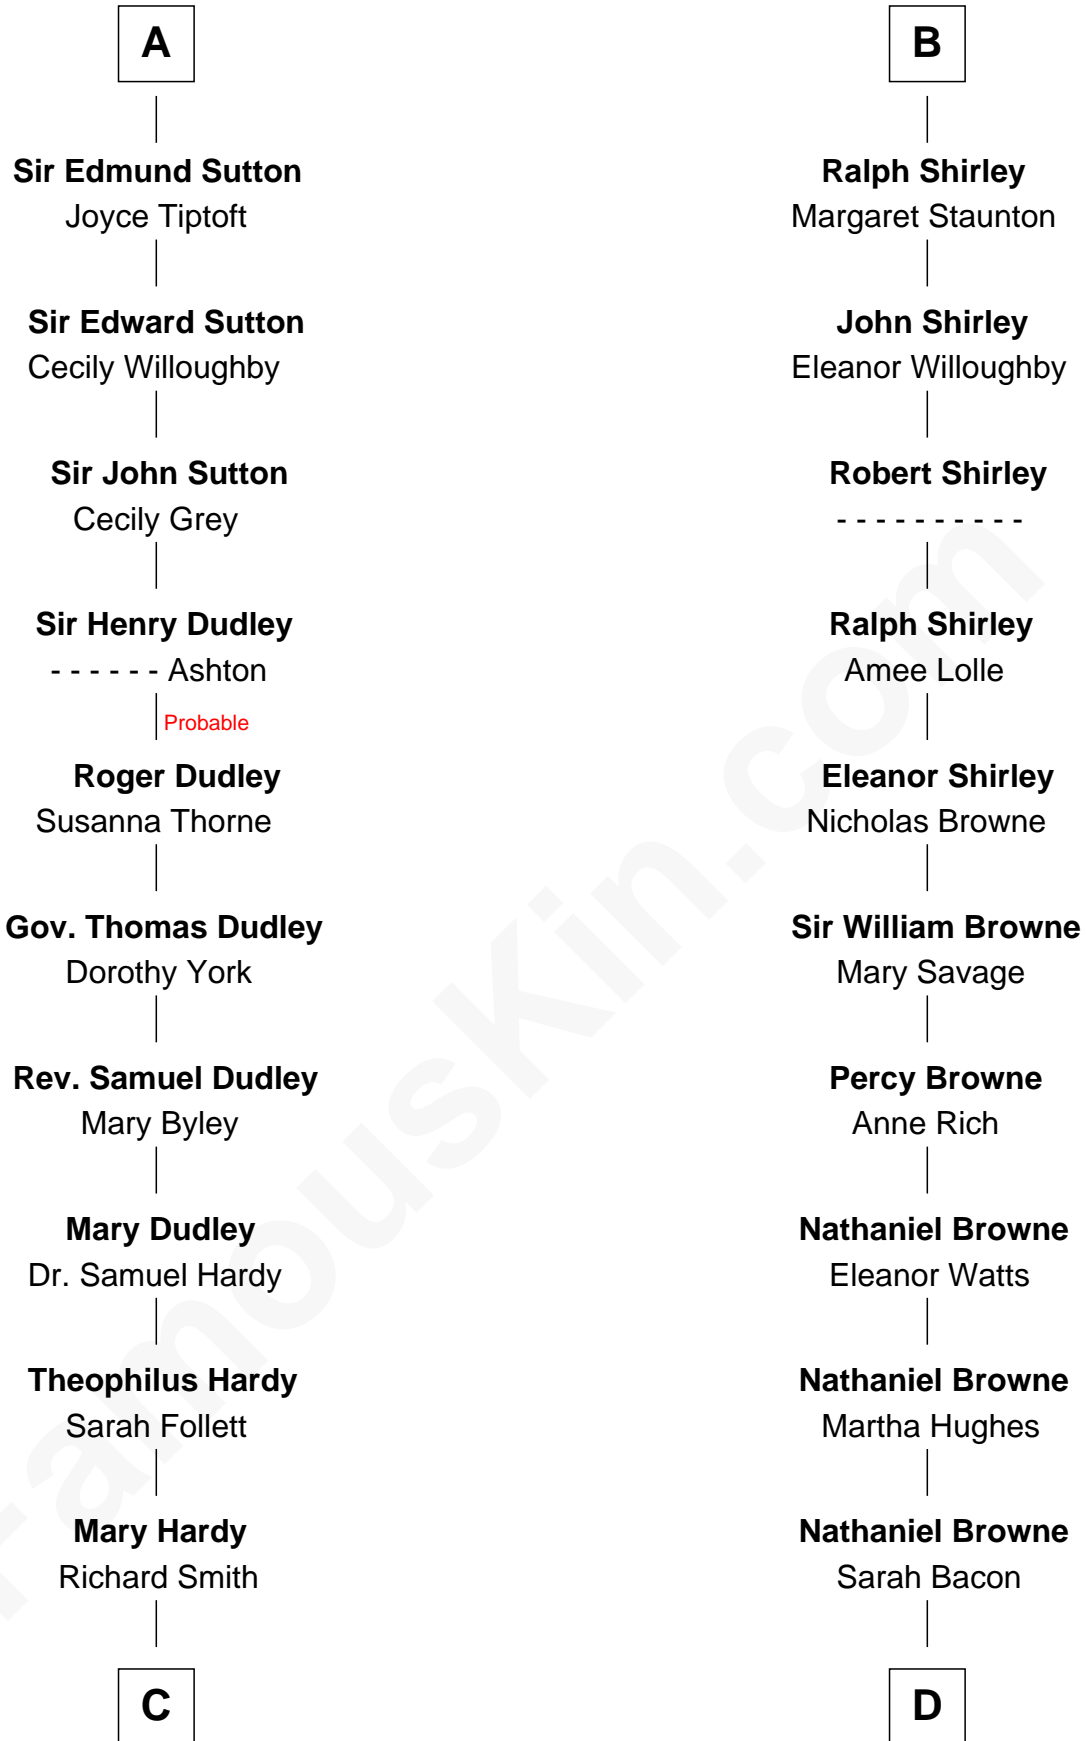 A
Sir Edmund Sutton
Joyce Tiptoft
Sir Edward Sutton
Cecily Willoughby
Sir John Sutton
Cecily Grey
Sir Henry Dudley
- - - - - - Ashton
Probable
Roger Dudley
Susanna Thorne
Gov. Thomas Dudley
Dorothy York
Rev. Samuel Dudley
Mary Byley
Mary Dudley
Dr. Samuel Hardy
Theophilus Hardy
Sarah Follett
Mary Hardy
Richard Smith
C
B
Ralph Shirley
Margaret Staunton
John Shirley
Eleanor Willoughby
Robert Shirley
- - - - - - - - - -
Ralph Shirley
Amee Lolle
Eleanor Shirley
Nicholas Browne
Sir William Browne
Mary Savage
Percy Browne
Anne Rich
Nathaniel Browne
Eleanor Watts
Nathaniel Browne
Martha Hughes
Nathaniel Browne
Sarah Bacon
D
FamousKin.com